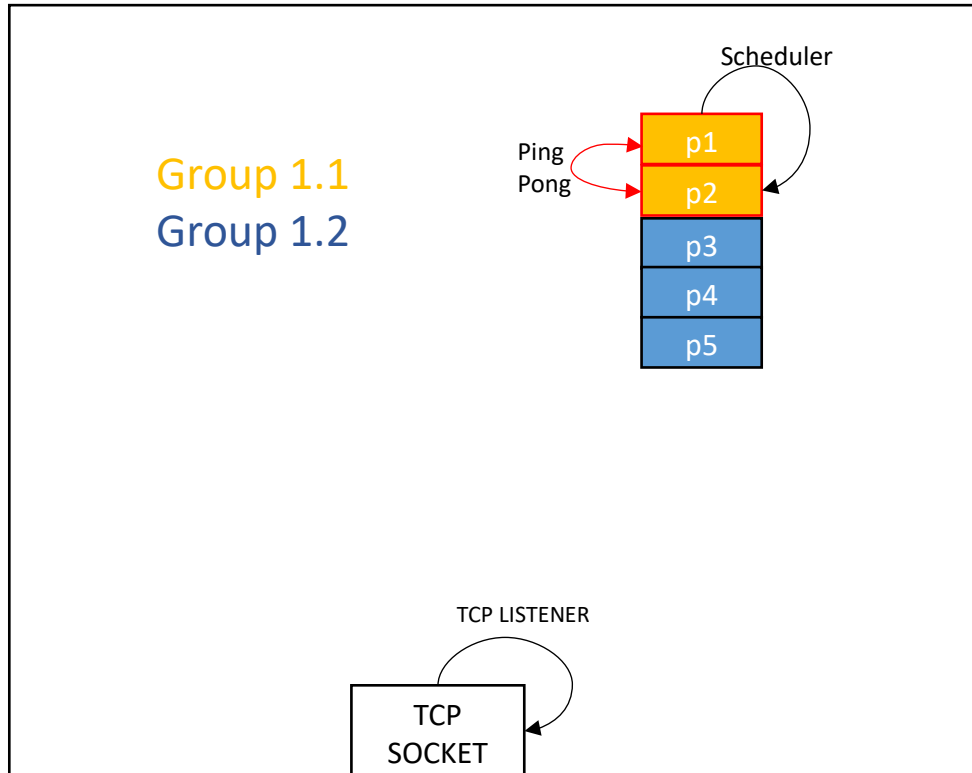 Scheduler
p1
Ping
Pong
Group 1.1
p2
Group 1.2
p3
p4
p5
TCP LISTENER
TCP
SOCKET